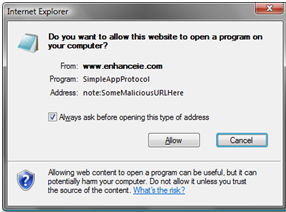 Internet Explorer
Do you want to allow this website to open a program on
your computer?
From: www.enhanceie.com
Program: SimpleAppProtocol
Address: note:SomeMaliciousURLHere
Always ask before opening this type of address
Allow Cancel
Allowing web content to open a program can be useful, but it can
potentially harm your computer. Do not allow it unless you trust
the source of the content. What's the risk?